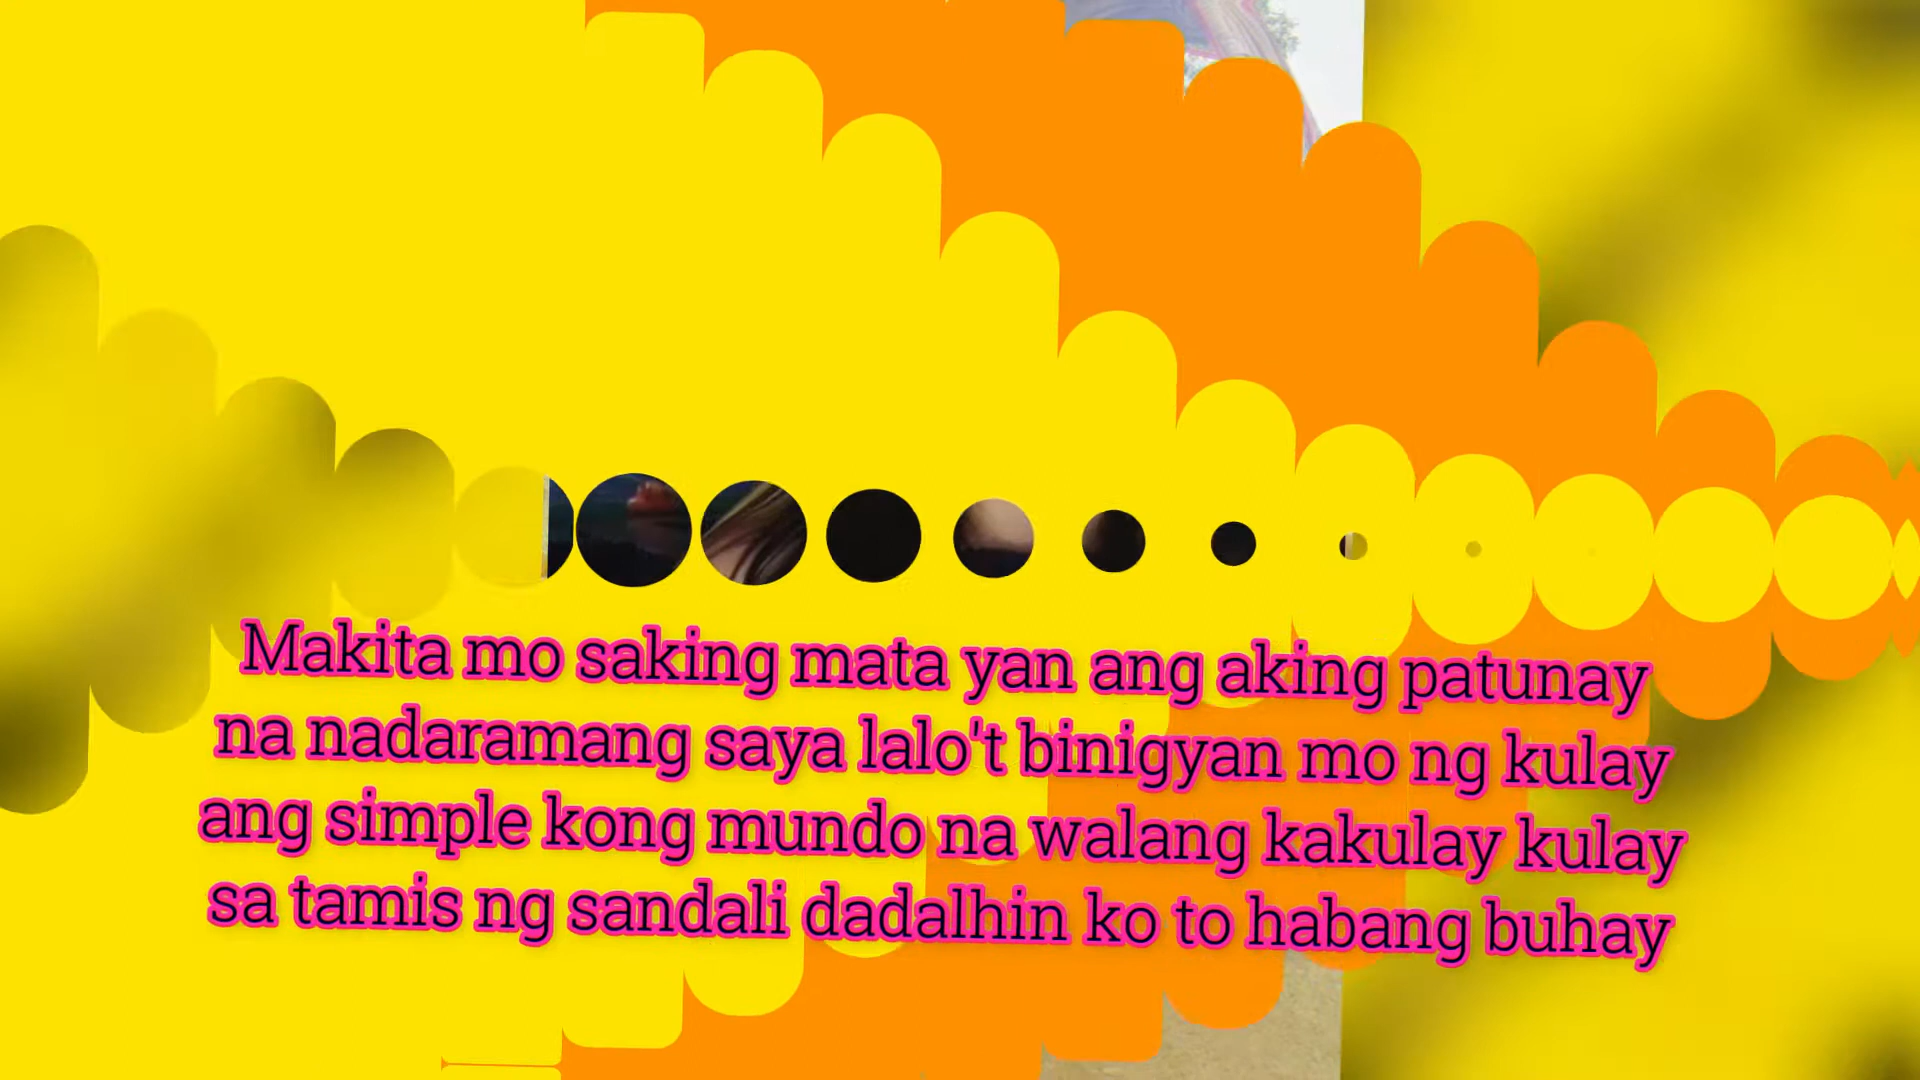 Makita mo saking mata yan ang aking patunay
na nadaramang saya lalo't binigyan mo ng kulay
ang simple kong mundo na walang kakulay kulay
sa tamis ng sandali dadalhin ko to habang buhay